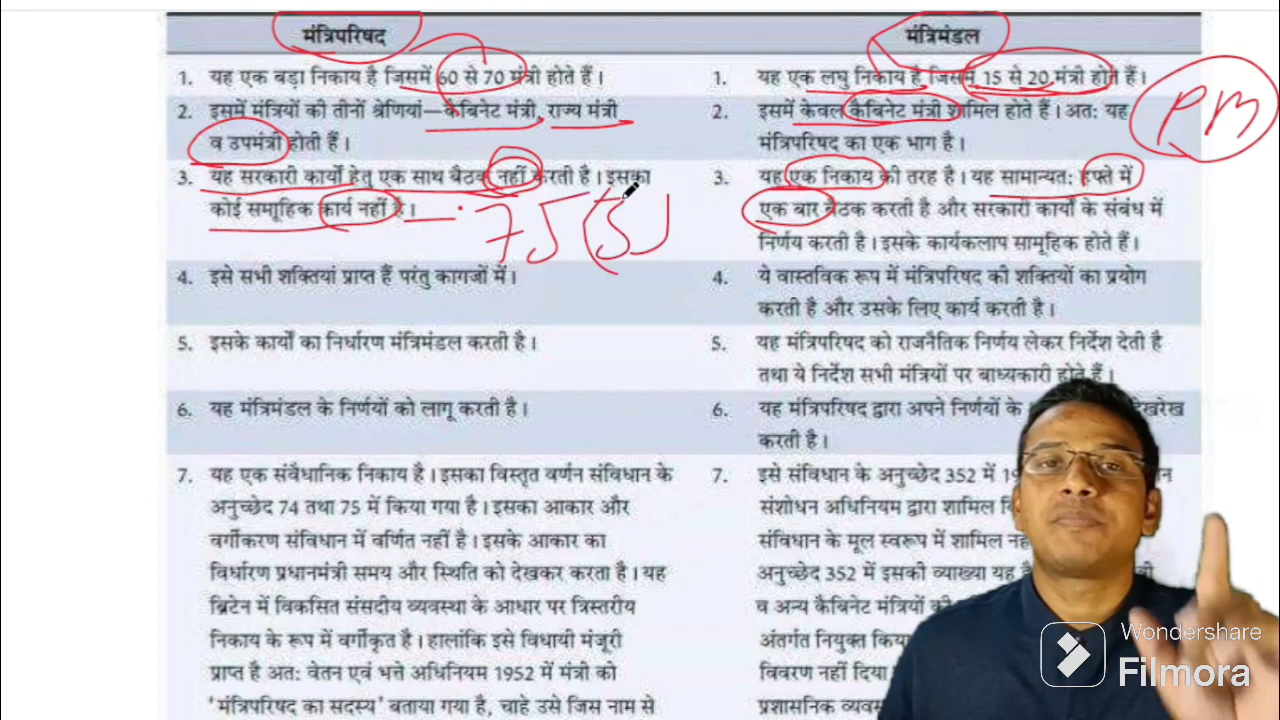 मंत्रिपरिषद
1. यह एक बड़ा निकाय है जिसमें 60 से 70 मंत्री होते हैं।
2. इसमें मंत्रियों की तीनों श्रेणियां—कैबिनेट मंत्री, राज्य मंत्री
व उपमंत्री होती हैं।
3. यह सरकारी कार्यों हेतु एक साथ बैठक नहीं करती है। इसका
कोई समाूहिक कार्य नहीं है।
75(3)
4. इसे सभी शक्तियां प्राप्त हैं परंतु कागजों में।
5. इसके कार्यों का निर्धारण मंत्रिमंडल करती है।
6. यह मंत्रिमंडल के निर्णयों को लागू करती है।
7. यह एक संवैधानिक निकाय है। इसका विस्तृत वर्णन संविधान के
अनुच्छेद 74 तथा 75 में किया गया है। इसका आकार और
वर्गीकरण संविधान में वर्णित नहीं है। इसके आकार का
विर्धारण प्रधानमंत्री समय और स्थिति को देखकर करता है। यह
ब्रिटेन में विकसित संसदीय व्यवस्था के आधार पर त्रिस्तरीय
निकाय के रूप में वर्गीकृत है। हालांकि इसे विधायी मंजूरी
प्राप्त है अत: वेतन एवं भत्ते अधिनियम 1952 में मंत्री को
'मंत्रिपरिषद का सदस्य' बताया गया है, चाहे उसे जिस नाम से
मंत्रिमंडल
1. यह एक लघु निकाय है जिसमें 15 से 20 मंत्री होते हैं।
PM
2. इसमें केवल कैबिनेट मंत्री शामिल होते हैं। अत: यह
मंत्रिपरिषद का एक भाग है।
3. यह एक निकाय की तरह है। यह सामान्यत: हफ्ते में
एक बार बैठक करती है और सरकारी कार्यों के संबंध में
निर्णय करती है। इसके कार्यकलाप सामूहिक होते हैं।
4. ये वास्तविक रूप में मंत्रिपरिषद की शक्तियों का प्रयोग
करती है और उसके लिए कार्य करती है।
5. यह मंत्रिपरिषद को राजनैतिक निर्णय लेकर निर्देश देती है
तथा ये निर्देश सभी मंत्रियों पर बाध्यकारी होते हैं।
6. यह मंत्रिपरिषद द्वारा अपने निर्णयों के
करती है।
7. इसे संविधान के अनुच्छेद 352 में
संशोधन अधिनियम द्वारा शामिल
संविधान के मूल स्वरूप में शामिल
अनुच्छेद 352 में इसकी व्याख्या यह
व अन्य कैबिनेट मंत्रियों
अंतर्गत नियुक्त
विवरण नहीं दिया
प्रशासनिक
Wondershare
Filmora